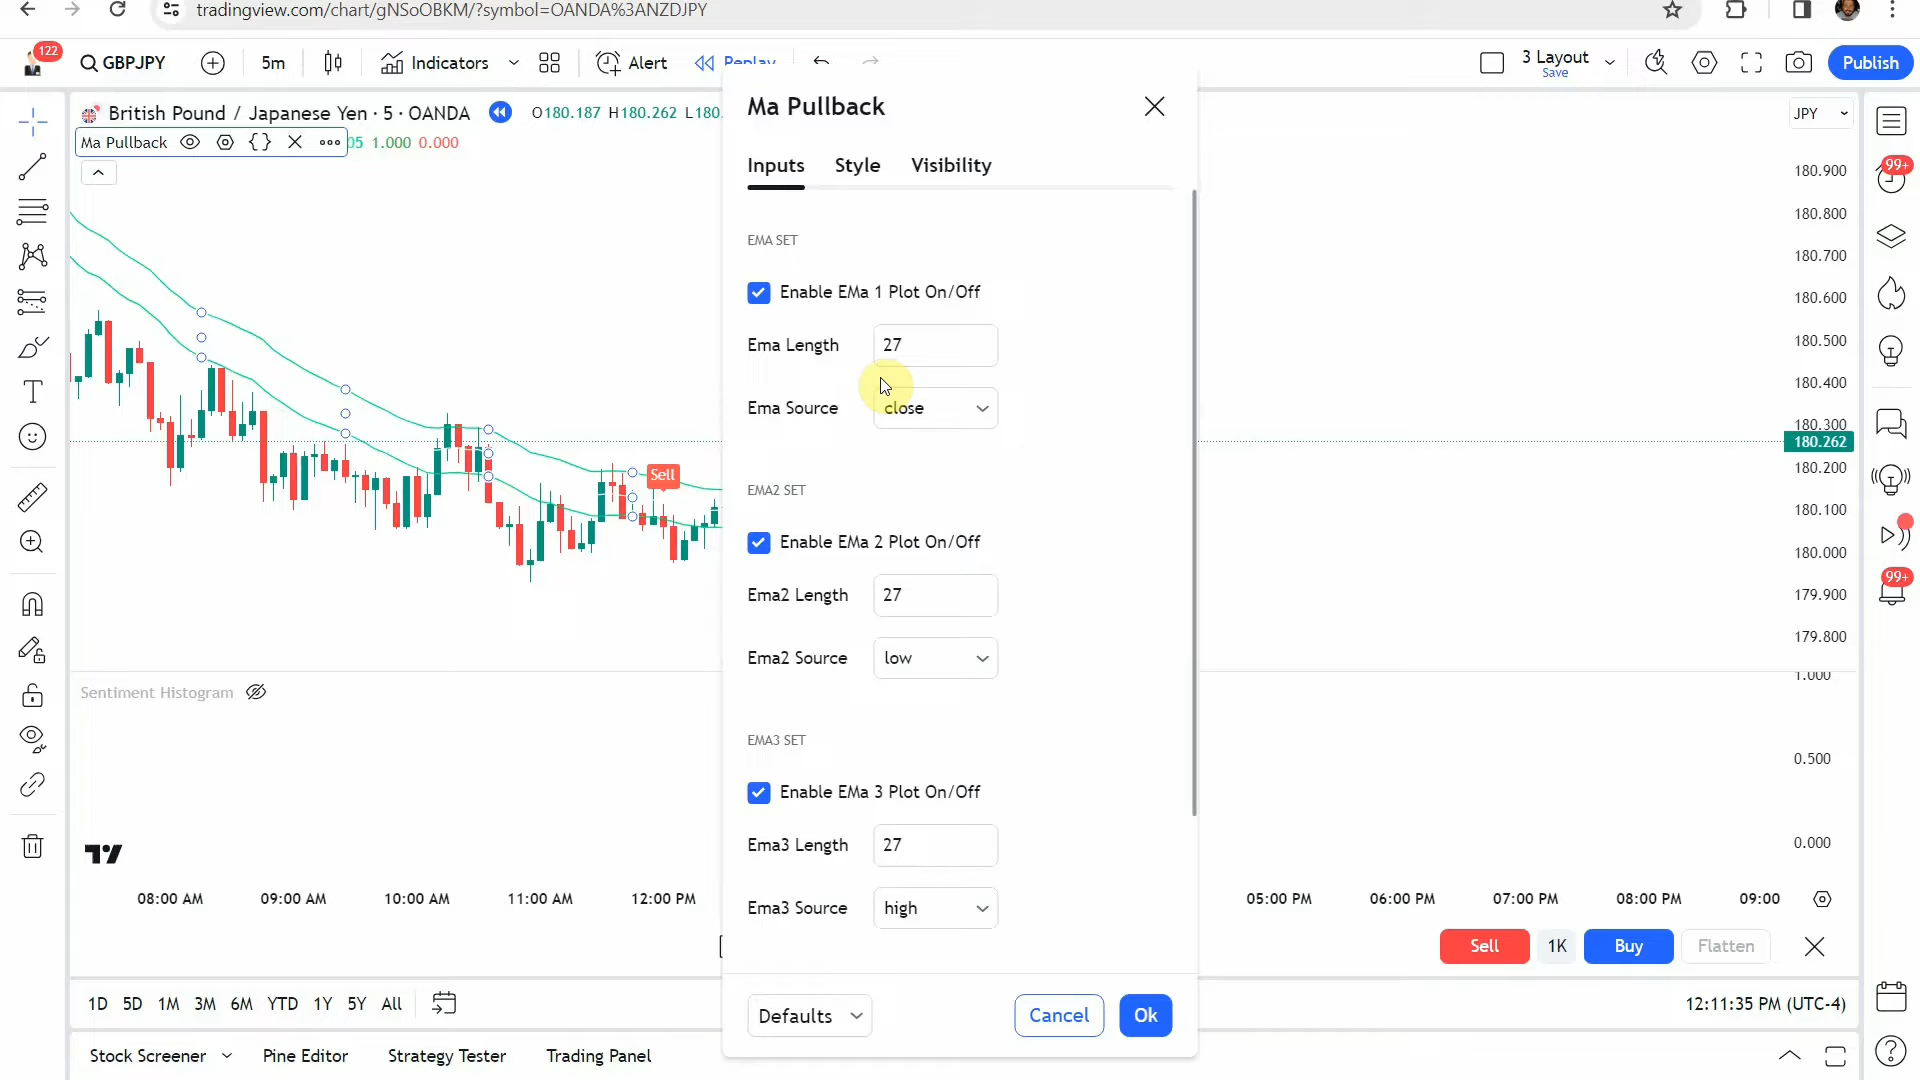 tradingview.com/chart/gNSoOBKM/?symbol=OANDA%3ANZDJPY
122
GBPJPY
5m
Indicators
Alert
Replay
3 Layout
Save
Publish
British Pound / Japanese Yen · 5 · OANDA
O180.187 H180.262 L180.
JPY
Ma Pullback
05 1.000 0.000
Ma Pullback
Inputs
Style
Visibility
EMA SET
Enable EMa 1 Plot On/Off
Ema Length
27
Ema Source
close
EMA2 SET
Enable EMa 2 Plot On/Off
Ema2 Length
27
Ema2 Source
low
EMA3 SET
Enable EMa 3 Plot On/Off
Ema3 Length
27
Ema3 Source
high
Defaults
Cancel
Ok
Sell
180.900
180.800
180.700
180.600
180.500
180.400
180.300
180.262
180.200
180.100
180.000
179.900
179.800
Sentiment Histogram
1.000
0.500
0.000
08:00 AM
09:00 AM
10:00 AM
11:00 AM
12:00 PM
05:00 PM
06:00 PM
07:00 PM
08:00 PM
09:00
Sell
1K
Buy
Flatten
1D 5D 1M 3M 6M YTD 1Y 5Y All
12:11:35 PM (UTC-4)
Stock Screener
Pine Editor
Strategy Tester
Trading Panel
99+
99+